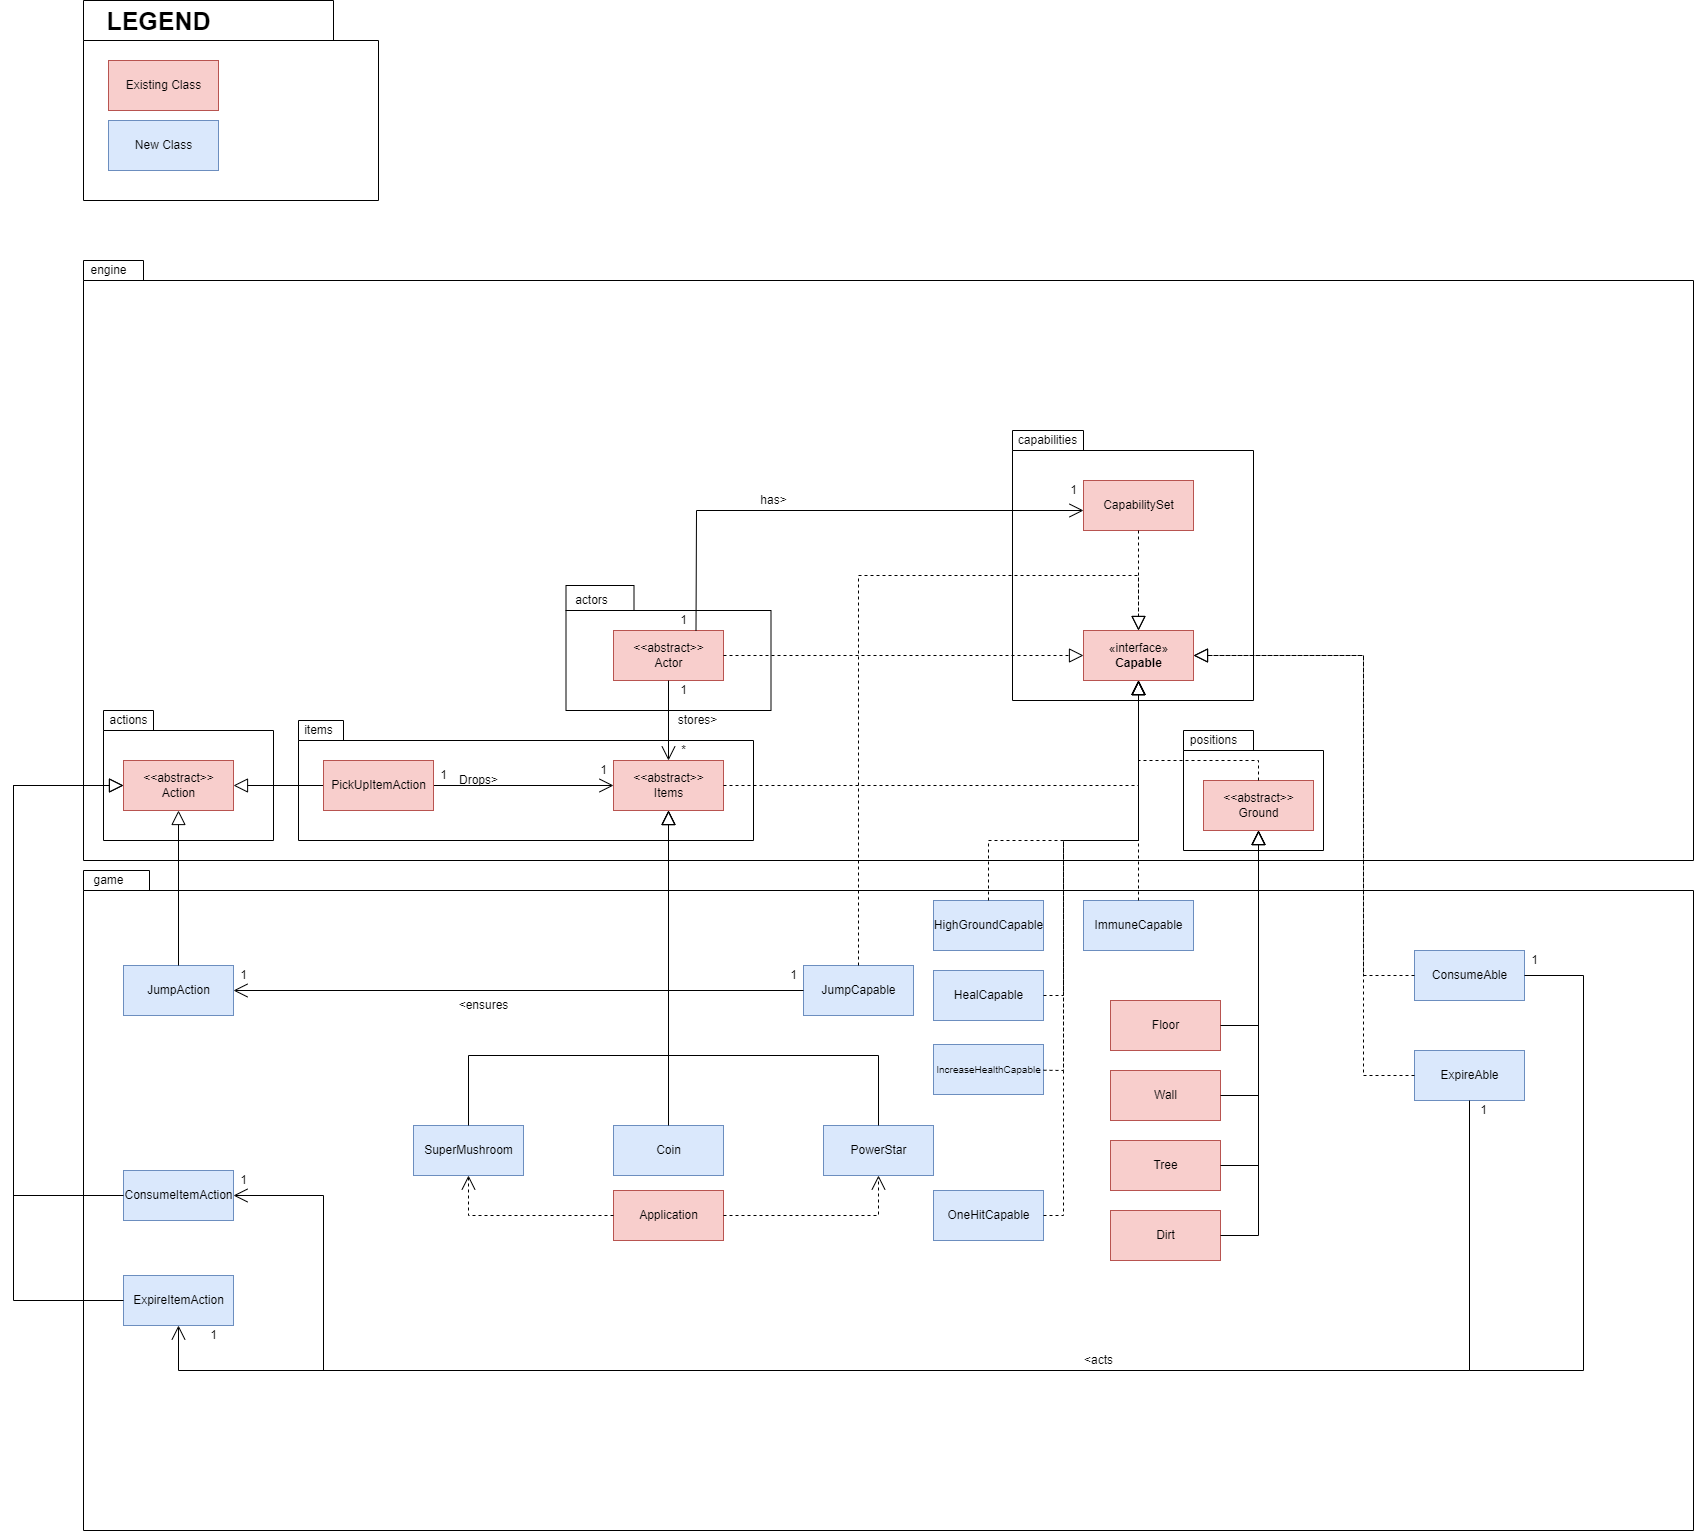 LEGEND
Existing Class
New Class
engine
capabilities
1
CapabilitySet
has>
actors
1
<<abstract>>
Actor
1
«interface»
Capable
stores>
*
actions
<<abstract>>
Action
items
PickUpItemAction
1
Drops>
1
<<abstract>>
Items
positions
<<abstract>>
Ground
game
HighGroundCapable
ImmuneCapable
JumpAction
1
<ensures
1
JumpCapable
HealCapable
ConsumeAble
1
Floor
IncreaseHealthCapable
ExpireAble
1
Wall
SuperMushroom
Coin
PowerStar
Tree
ConsumeItemAction
1
Application
OneHitCapable
Dirt
ExpireItemAction
1
<acts